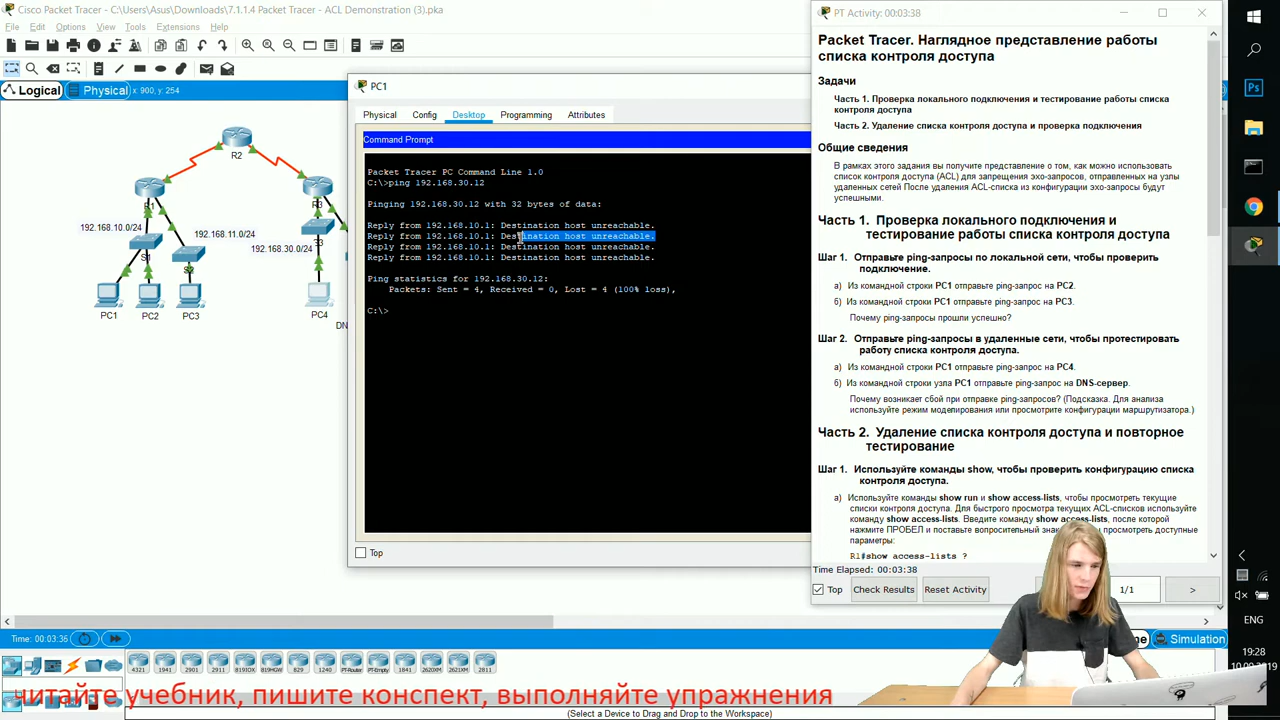 Cisco Packet Tracer - C:\Users\Asus\Downloads\7.1.1.4 Packet Tracer - ACL Demonstration (3).pka
File Edit Options View Tools Extensions Help
Logical Physical x: 900, y: 254
R2
R1
R3
192.168.10.0/24
192.168.11.0/24
192.168.30.0/24
S1
S2
S3
PC1 PC2 PC3 PC4
DN
PC1
Physical Config Desktop Programming Attributes
Command Prompt
Packet Tracer PC Command Line 1.0
C:\>ping 192.168.30.12
Pinging 192.168.30.12 with 32 bytes of data:
Reply from 192.168.10.1: Destination host unreachable.
Reply from 192.168.10.1: Destination host unreachable.
Reply from 192.168.10.1: Destination host unreachable.
Reply from 192.168.10.1: Destination host unreachable.
Ping statistics for 192.168.30.12:
Packets: Sent = 4, Received = 0, Lost = 4 (100% loss),
C:\>
Top
PT Activity: 00:03:38
Packet Tracer. Наглядное представление работы
списка контроля доступа
Задачи
Часть 1. Проверка локального подключения и тестирование работы списка
контроля доступа
Часть 2. Удаление списка контроля доступа и проверка подключения
Общие сведения
В рамках этого задания вы получите представление о том, как можно использовать
список контроля доступа (ACL) для запрещения эхо-запросов, отправленных на узлы
удаленных сетей После удаления ACL-списка из конфигурации эхо-запросы будут
успешными.
Часть 1. Проверка локального подключения и
тестирование работы списка контроля доступа
Шаг 1. Отправьте ping-запросы по локальной сети, чтобы проверить
подключение.
а) Из командной строки PC1 отправьте ping-запрос на PC2.
б) Из командной строки PC1 отправьте ping-запрос на PC3.
Почему ping-запросы прошли успешно?
Шаг 2. Отправьте ping-запросы в удаленные сети, чтобы протестировать
работу списка контроля доступа.
а) Из командной строки PC1 отправьте ping-запрос на PC4.
б) Из командной строки узла PC1 отправьте ping-запрос на DNS-сервер.
Почему возникает сбой при отправке ping-запросов? (Подсказка. Для анализа
используйте режим моделирования или просмотрите конфигурации маршрутизатора.)
Часть 2. Удаление списка контроля доступа и повторное
тестирование
Шаг 1. Используйте команды show, чтобы проверить конфигурацию списка
контроля доступа.
а) Используйте команды show run и show access-lists, чтобы просмотреть текущие
списки контроля доступа. Для быстрого просмотра текущих ACL-списков используйте
команду show access-lists. Введите команду show access-lists, после которой
нажмите ПРОБЕЛ и поставьте вопросительный просмотреть доступные
параметры:
R1#show access-lists ?
Time Elapsed: 00:03:38
Top Check Results Reset Activity 1/1 >
Time: 00:03:36 Simulation
4321 1941 2901 2911 819IOX 819HGW 829 1240 PT-Router PT-Empty 1841 2620XM 2621XM 2811
(Select a Device to Drag and Drop to the Workspace)
читайте учебник, пишите конспект, выполняйте упражнения
Ps
ENG
19:28